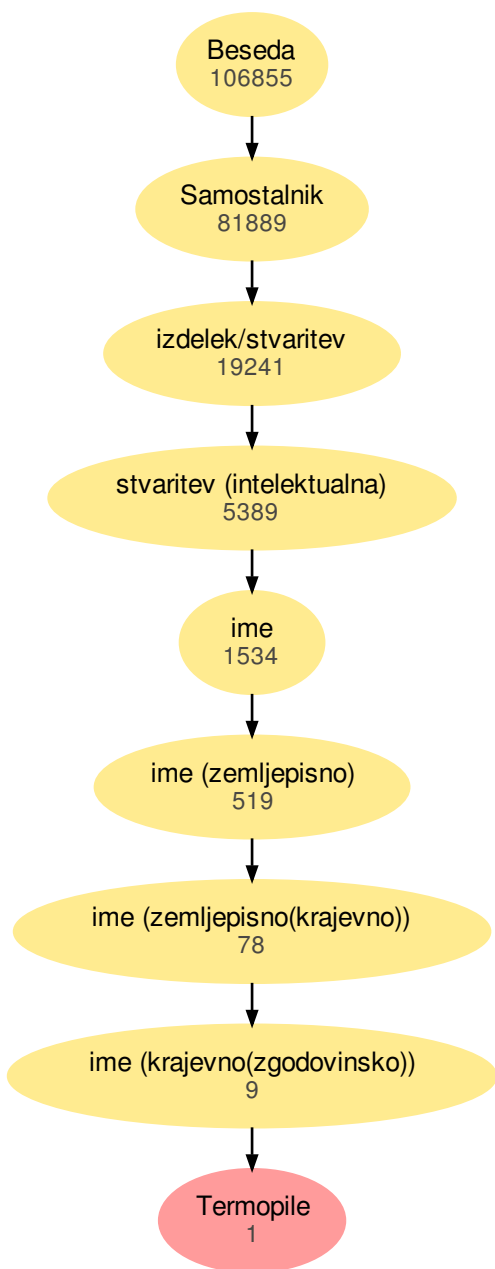 Beseda
106855
Samostalnik
81889
izdelek/stvaritev
19241
stvaritev (intelektualna)
5389
ime
1534
ime (zemljepisno)
519
ime (zemljepisno(krajevno))
78
ime (krajevno(zgodovinsko))
9
Termopile
1